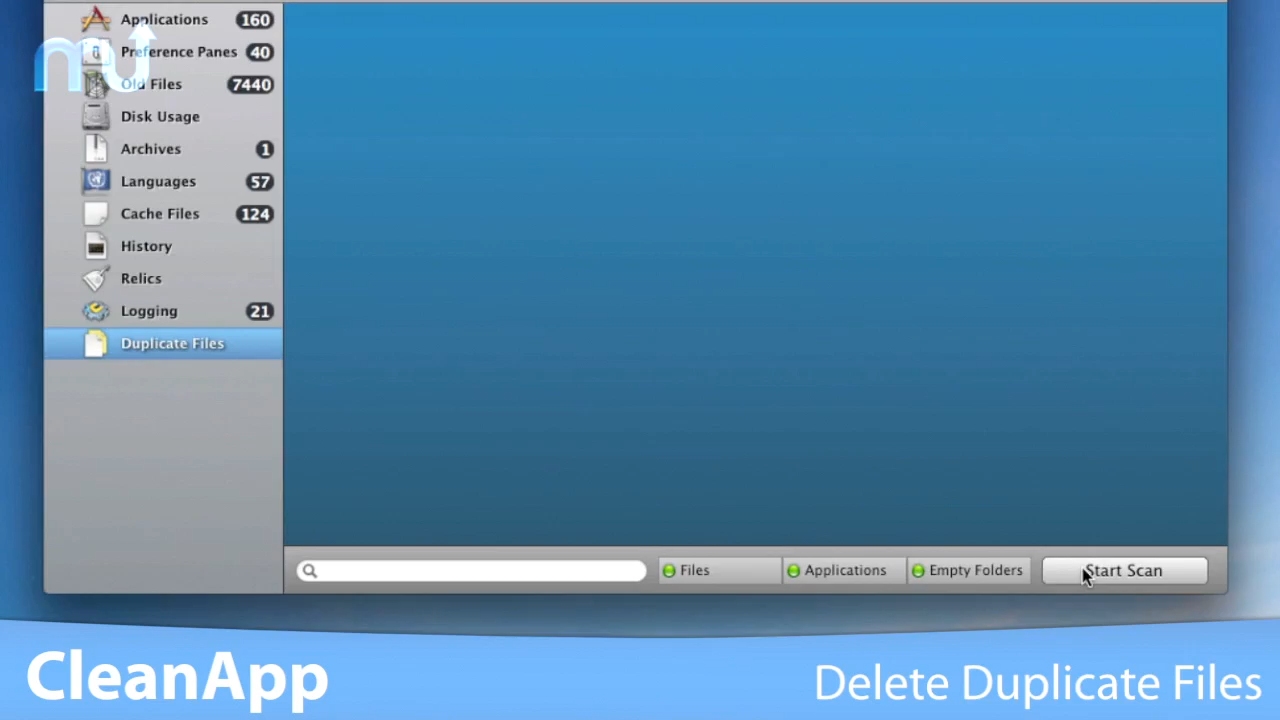 Applications 160
mu
Preference Panes 40
Old Files 7440
Disk Usage
Archives 1
Languages 57
Cache Files 124
History
Relics
Logging 21
Duplicate Files
Files
Applications
Empty Folders
Start Scan
CleanApp
Delete Duplicate Files